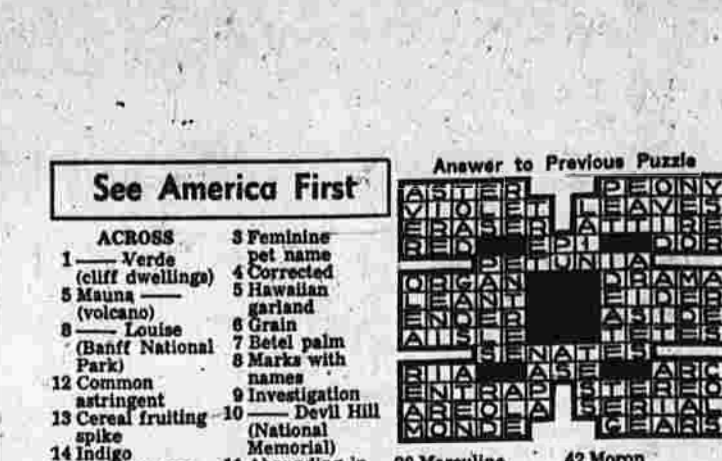 See America First
ACROSS
1 —— Verde
(cliff dwellings)
5 Mauna ——
(volcano)
8 —— Louise
(Banff National
Park)
12 Common
astringent
13 Cereal fruiting
spike
14 Indigo
3 Feminine
pet name
4 Corrected
5 Hawaiian
garland
6 Grain
7 Betel palm
8 Marks with
names
9 Investigation
10 —— Devil Hill
(National
Memorial)
Answer to Previous Puzzle
ASTER PEONY
VIOLET LEAVES
ERASER ATTIRE
RED EPI DOR
PETUNIA
ORGAN DRAMA
LEANT EIDER
ENDER ASIDE
AISLE TETES
SENATES
RIA ASE ARC
ENTRAP STEREO
AREOLA SERIAL
MONDE GEARS
42 Moron